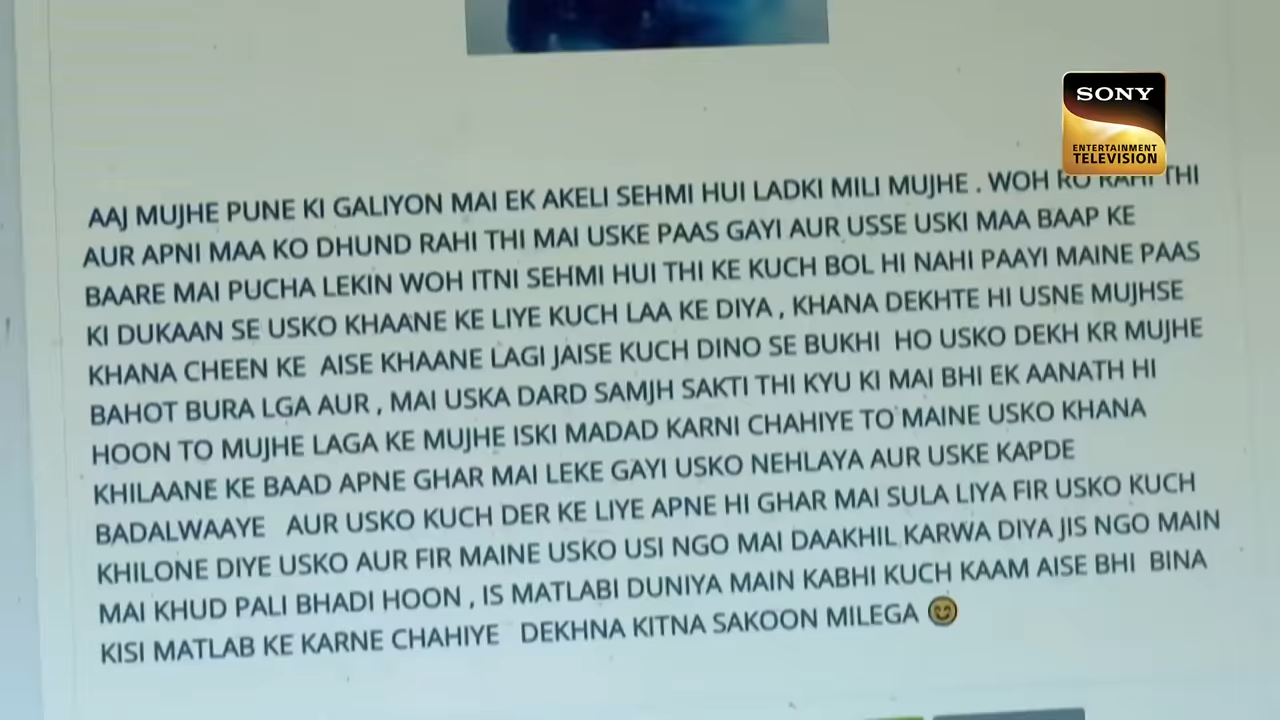 SONY
ENTERTAINMENT
TELEVISION
AAJ MUJHE PUNE KI GALIYON MAI EK AKELI SEHMI HUI LADKI MILI MUJHE . WOH RO RAHI THI
AUR APNI MAA KO DHUND RAHI THI MAI USKE PAAS GAYI AUR USSE USKI MAA BAAP KE
BAARE MAI PUCHA LEKIN WOH ITNI SEHMI HUI THI KE KUCH BOL HI NAHI PAAYI MAINE PAAS
KI DUKAAN SE USKO KHAANE KE LIYE KUCH LAA KE DIYA , KHANA DEKHTE HI USNE MUJHSE
KHANA CHEEN KE AISE KHAANE LAGI JAISE KUCH DINO SE BUKHI HO USKO DEKH KR MUJHE
BAHOT BURA LGA AUR , MAI USKA DARD SAMJH SAKTI THI KYU KI MAI BHI EK AANATH HI
HOON TO MUJHE LAGA KE MUJHE ISKI MADAD KARNI CHAHIYE TO MAINE USKO KHANA
KHILAANE KE BAAD APNE GHAR MAI LEKE GAYI USKO NEHLAYA AUR USKE KAPDE
BADALWAAYE AUR USKO KUCH DER KE LIYE APNE HI GHAR MAI SULA LIYA FIR USKO KUCH
KHILONE DIYE USKO AUR FIR MAINE USKO USI NGO MAI DAAKHIL KARWA DIYA JIS NGO MAIN
MAI KHUD PALI BHADI HOON , IS MATLABI DUNIYA MAIN KABHI KUCH KAAM AISE BHI BINA
KISI MATLAB KE KARNE CHAHIYE DEKHNA KITNA SAKOON MILEGA 😊